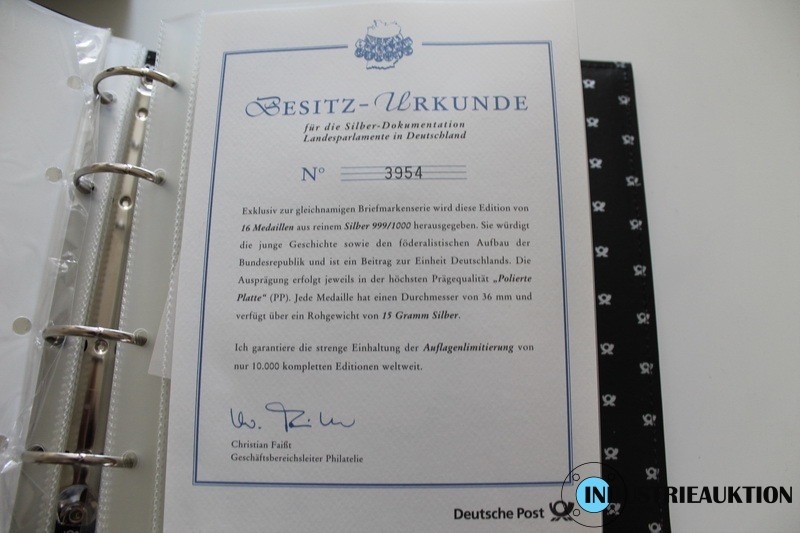 BESITZ-URKUNDE
für die Silber-Dokumentation
Landesparlamente in Deutschland
Nº 3954
Exklusiv zur gleichnamigen Briefmarkenserie wird diese Edition von
16 Medaillen aus reinem Silber 999/1000 herausgegeben. Sie würdigt
die junge Geschichte sowie den föderalistischen Aufbau der
Bundesrepublik und ist ein Beitrag zur Einheit Deutschlands. Die
Ausprägung erfolgt jeweils in der höchsten Prägequalität „Polierte
Platte“ (PP). Jede Medaille hat einen Durchmesser von 36 mm und
verfügt über ein Rohgewicht von 15 Gramm Silber.
Ich garantiere die strenge Einhaltung der Auflagenlimitierung von
nur 10.000 kompletten Editionen weltweit.
Christian Faißt
Geschäftsbereichsleiter Philatelie
Deutsche Post
INDUSTRIEAUKTION